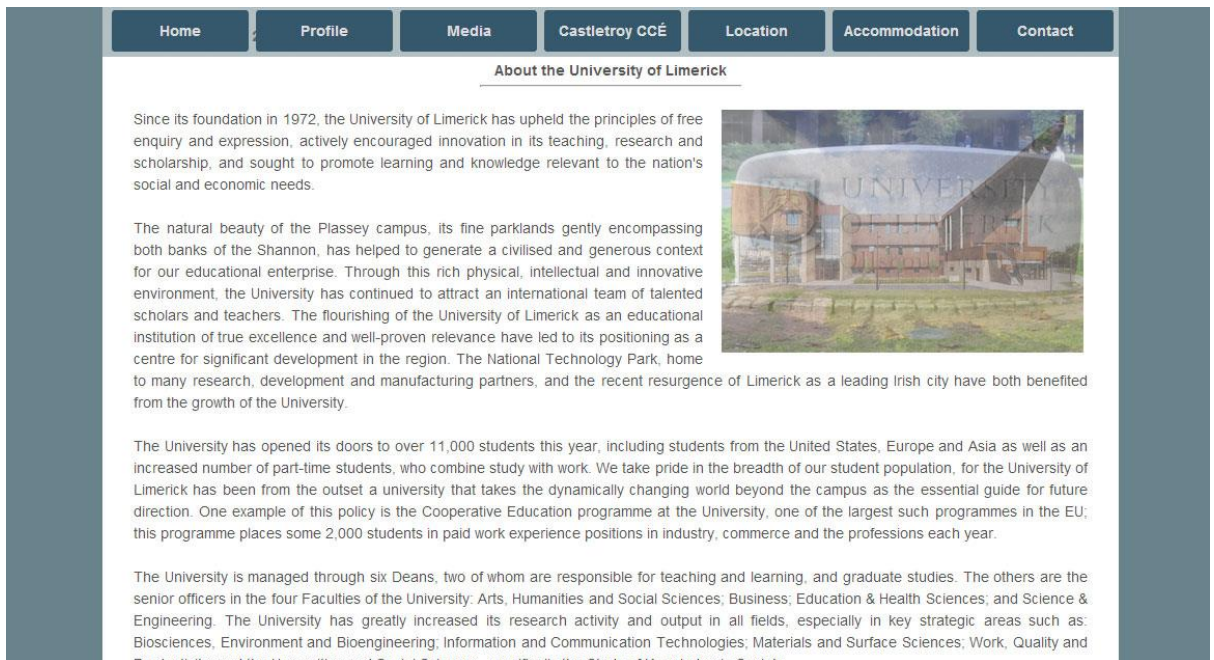 Home Profile Media Castletroy CCÉ Location Accommodation Contact
About the University of Limerick
Since its foundation in 1972, the University of Limerick has upheld the principles of free
enquiry and expression, actively encouraged innovation in its teaching, research and
scholarship, and sought to promote learning and knowledge relevant to the nation's
social and economic needs.
UNIVERSITY
OF LIMERICK
The natural beauty of the Plassey campus, its fine parklands gently encompassing
both banks of the Shannon, has helped to generate a civilised and generous context
for our educational enterprise. Through this rich physical, intellectual and innovative
environment, the University has continued to attract an international team of talented
scholars and teachers. The flourishing of the University of Limerick as an educational
institution of true excellence and well-proven relevance have led to its positioning as a
centre for significant development in the region. The National Technology Park, home
to many research, development and manufacturing partners, and the recent resurgence of Limerick as a leading Irish city have both benefited
from the growth of the University.
The University has opened its doors to over 11,000 students this year, including students from the United States, Europe and Asia as well as an
increased number of part-time students, who combine study with work. We take pride in the breadth of our student population, for the University of
Limerick has been from the outset a university that takes the dynamically changing world beyond the campus as the essential guide for future
direction. One example of this policy is the Cooperative Education programme at the University, one of the largest such programmes in the EU;
this programme places some 2,000 students in paid work experience positions in industry, commerce and the professions each year.
The University is managed through six Deans, two of whom are responsible for teaching and learning, and graduate studies. The others are the
senior officers in the four Faculties of the University: Arts, Humanities and Social Sciences; Business; Education & Health Sciences; and Science &
Engineering. The University has greatly increased its research activity and output in all fields, especially in key strategic areas such as:
Biosciences, Environment and Bioengineering; Information and Communication Technologies; Materials and Surface Sciences; Work, Quality and